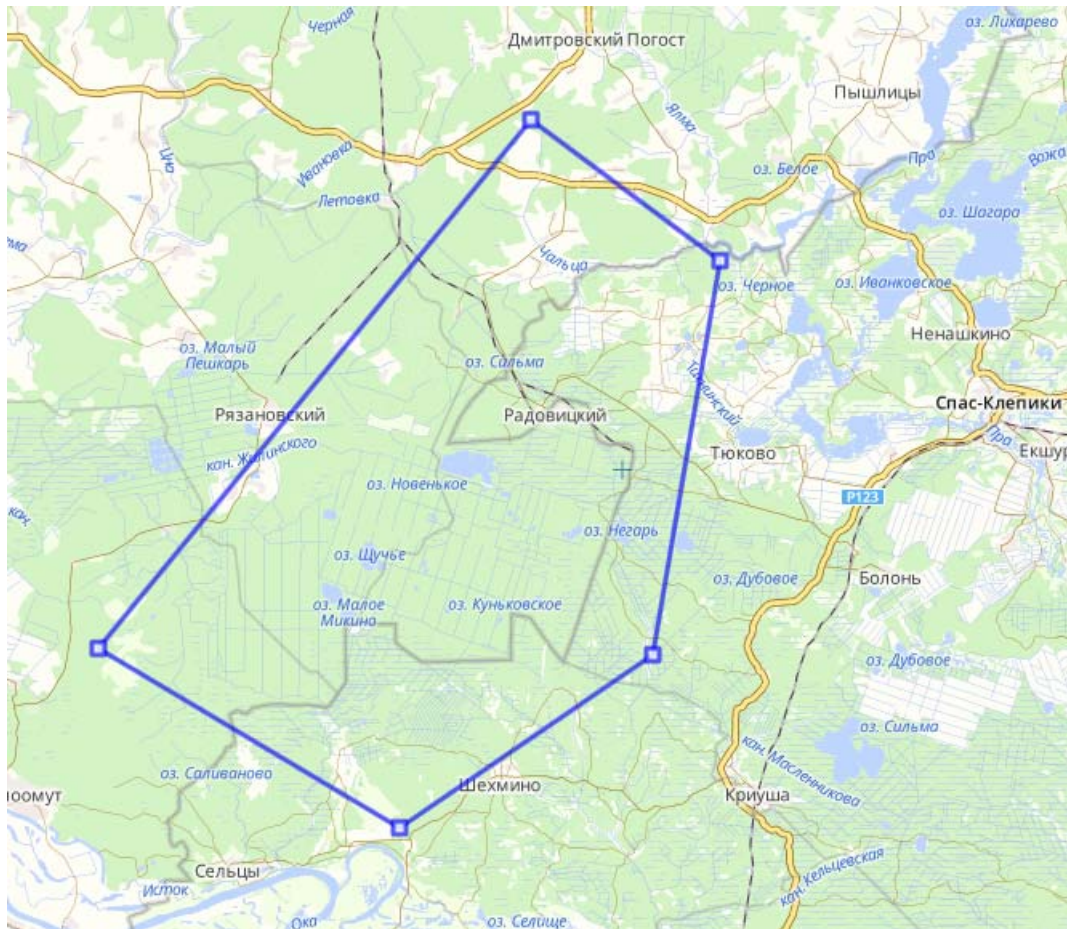 оз. Лихарево
Черная
Дмитровский Погост
Пышлицы
Ялма
Цна
Ивановка
оз. Белое
Пра
Вожа
Летовка
оз. Шагара
Чальца
оз. Черное
оз. Иванковское
оз. Малый
Пешкарь
оз. Сильма
Ненашкино
Рязановский
Радовицкий
Спас-Клепики
Пра
кан. Жилинского
Тюково
Екшур
оз. Новенькое
Р123
кан.
оз. Негарь
оз. Щучье
оз. Дубовое
Болонь
оз. Малое
Микино
оз. Куньковское
оз. Дубовое
оз. Сильма
кан. Масленникова
оз. Саливаново
Шехмино
Криуша
 loомут
Сельцы
кан. Кельцевская
Исток
Ока
оз. Селище